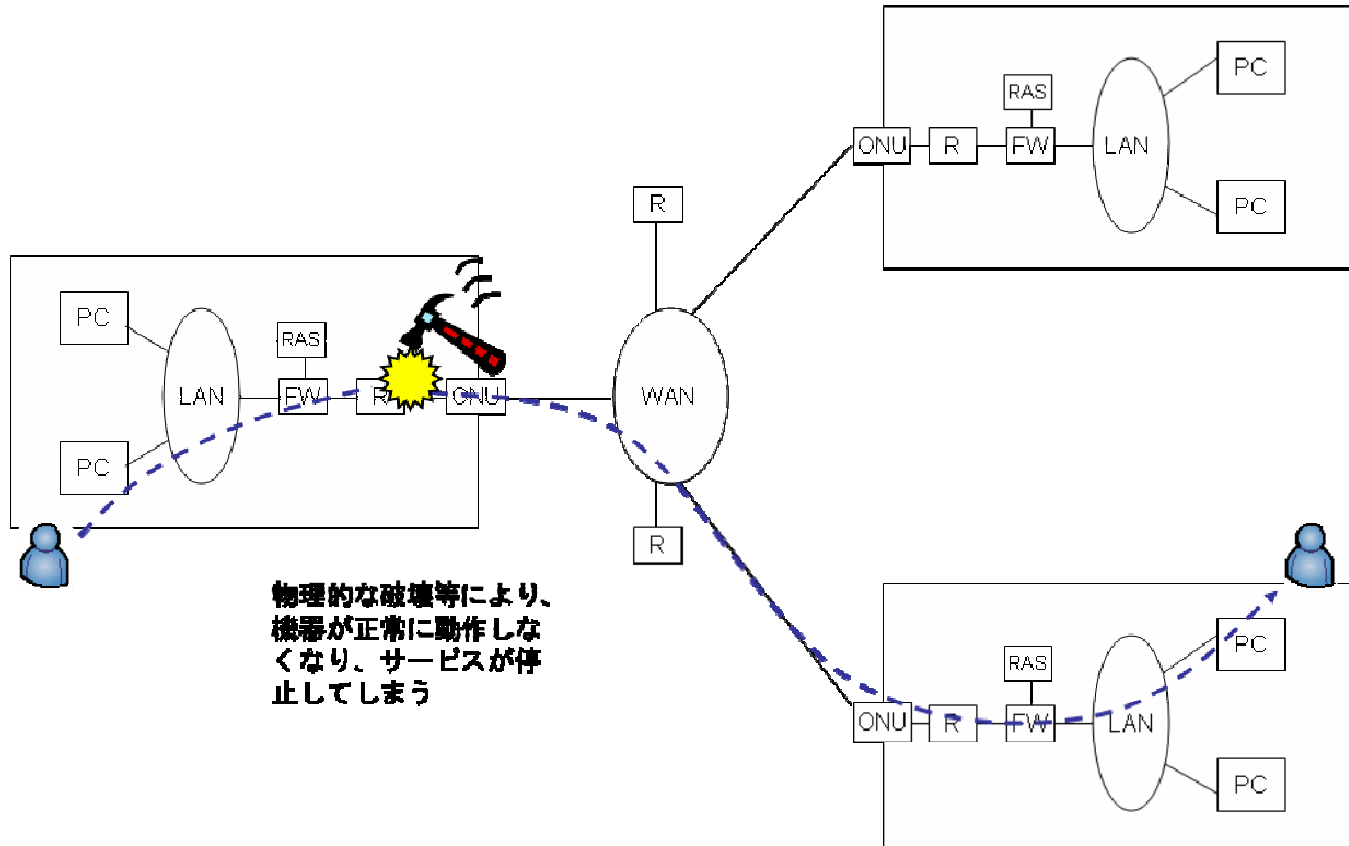 PC
RAS
ONU
R
FW
LAN
PC
R
PC
RAS
LAN
FW
R
ONU
WAN
PC
R
物理的な破壊等により、
機器が正常に動作しな
くなり、サービスが停
止してしまう
PC
RAS
ONU
R
FW
LAN
PC